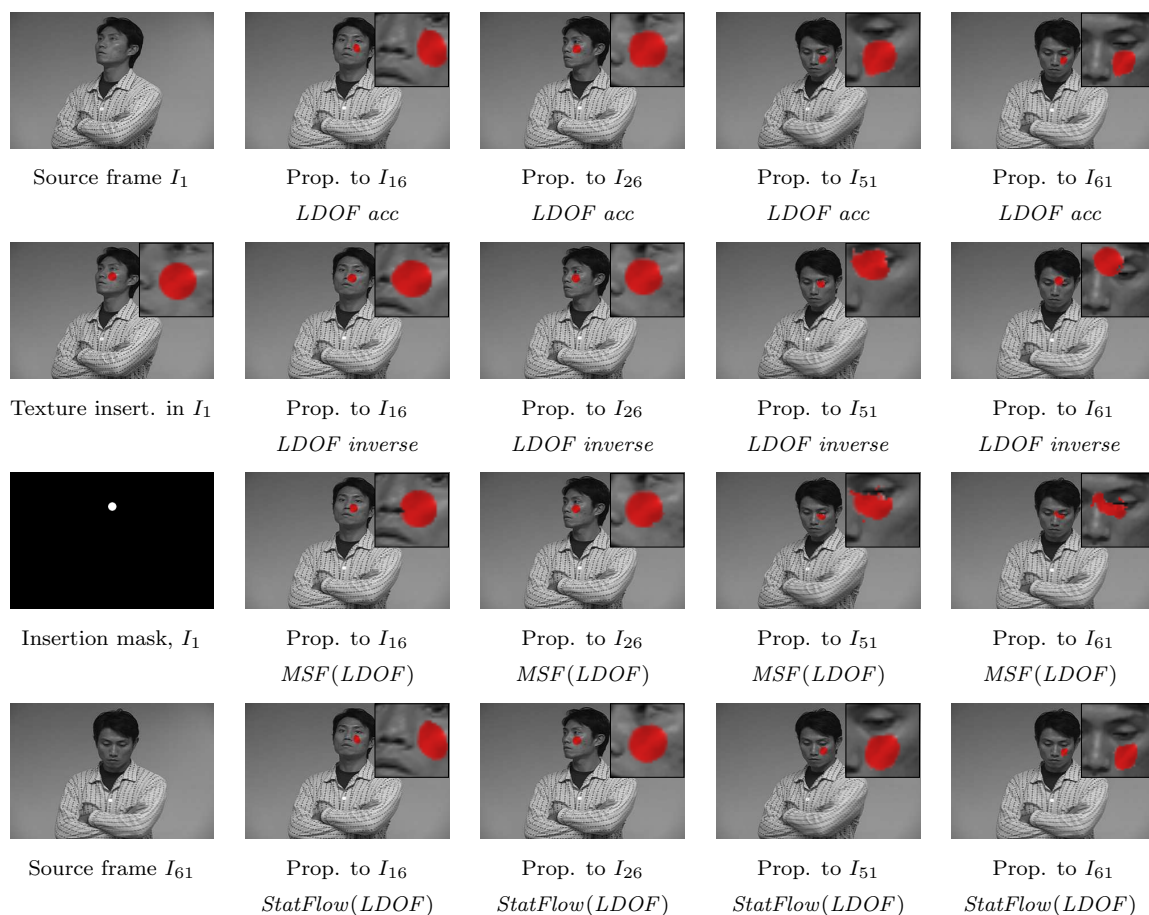 Source frame I₁ Prop. to I₁₆ Prop. to I₂₆ Prop. to I₅₁ Prop. to I₆₁
LDOF acc LDOF acc LDOF acc LDOF acc
Texture insert. in I₁ Prop. to I₁₆ Prop. to I₂₆ Prop. to I₅₁ Prop. to I₆₁
LDOF inverse LDOF inverse LDOF inverse LDOF inverse
Insertion mask, I₁ Prop. to I₁₆ Prop. to I₂₆ Prop. to I₅₁ Prop. to I₆₁
MSF(LDOF) MSF(LDOF) MSF(LDOF) MSF(LDOF)
Source frame I₆₁ Prop. to I₁₆ Prop. to I₂₆ Prop. to I₥₁ Prop. to I₆₁
StatFlow(LDOF) StatFlow(LDOF) StatFlow(LDOF) StatFlow(LDOF)